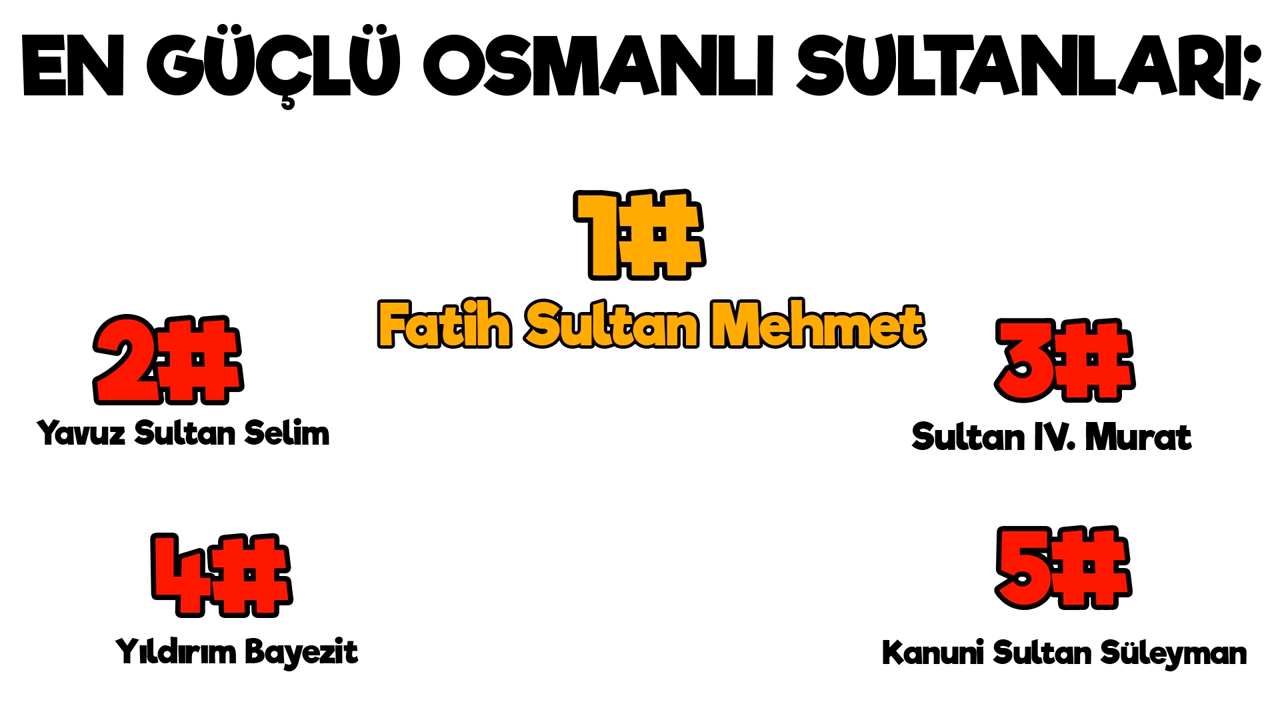 EN GÜÇLÜ OSMANLI SULTANLARI;
1#
Fatih Sultan Mehmet
2#
Yavuz Sultan Selim
3#
Sultan IV. Murat
4#
Yıldırım Bayezit
5#
Kanuni Sultan Süleyman